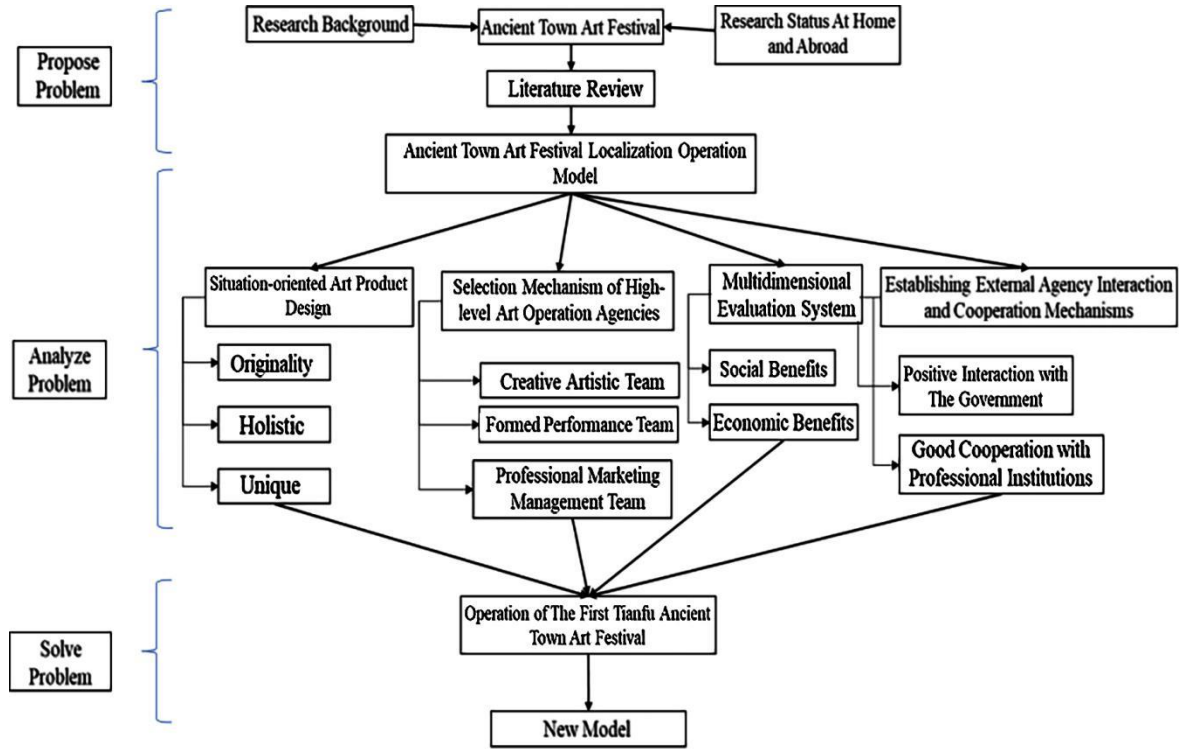 Research Background
Ancient Town Art Festival
Research Status At Home
and Abroad
Propose
Problem
Literature Review
Ancient Town Art Festival Localization Operation
Model
Situation-oriented Art Product
Design
Selection Mechanism of High-
level Art Operation Agencies
Multidimensional
Evaluation System
Establishing External Agency Interaction
and Cooperation Mechanisms
Analyze
Problem
Originality
Holistic
Unique
Creative Artistic Team
Formed Performance Team
Professional Marketing
Management Team
Social Benefits
Economic Benefits
Positive Interaction with
The Government
Good Cooperation with
Professional Institutions
Solve
Problem
Operation of The First Tianfu Ancient
Town Art Festival
New Model